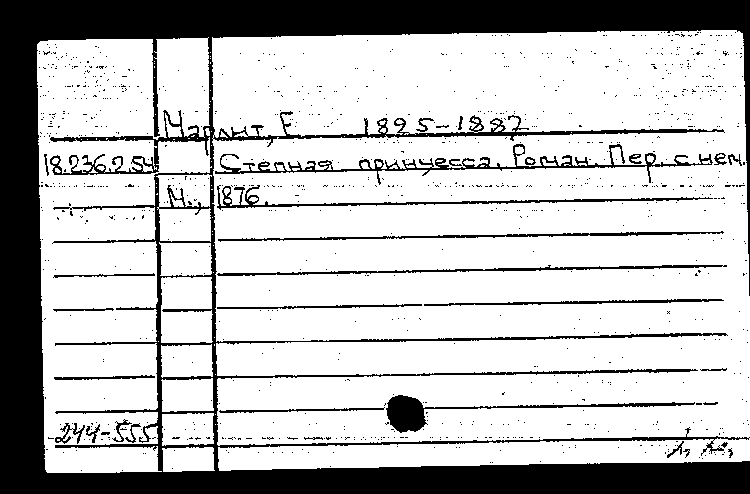 Марлит, Е 1825-1887
18.236.2.54 Степная принцесса. Роман. Пер. с нем.
М., 1876.
244-555